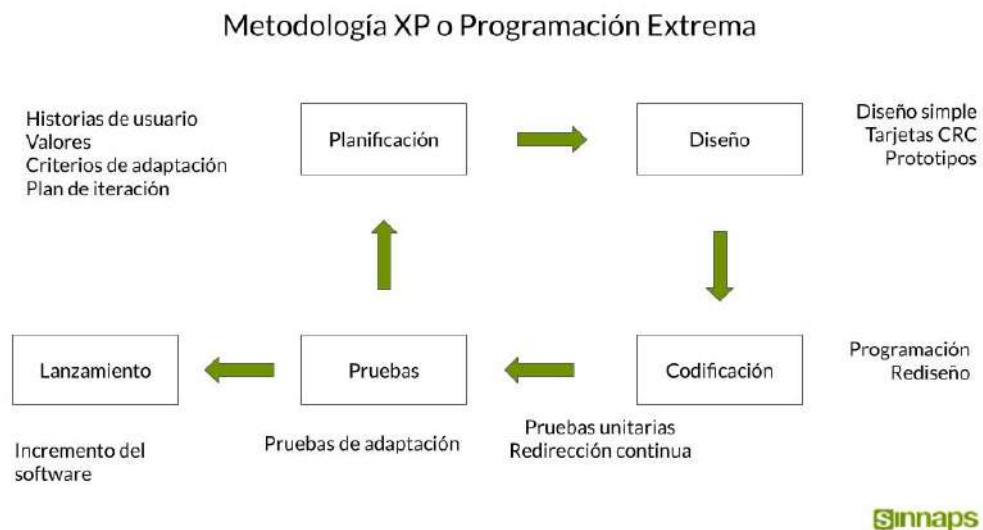 Metodología XP o Programación Extrema
Historias de usuario
Valores
Criterios de adaptación
Plan de iteración
Planificación
Diseño
Diseño simple
Tarjetas CRC
Prototipos
Lanzamiento
Pruebas
Codificación
Programación
Rediseño
Incremento del
software
Pruebas de adaptación
Pruebas unitarias
Redirección continua
Sinnaps